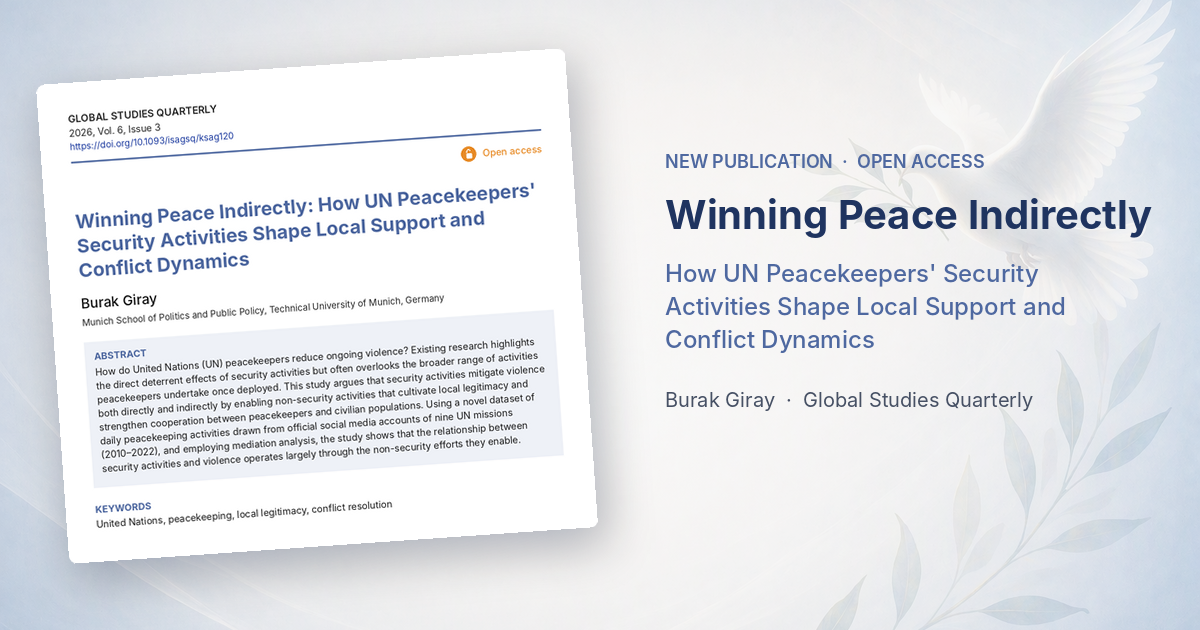 GLOBAL STUDIES QUARTERLY
2026, Vol. 6, Issue 3
https://doi.org/10.1093/isagsq/ksag120
Open access
Winning Peace Indirectly: How UN Peacekeepers'
Security Activities Shape Local Support and
Conflict Dynamics
Burak Giray
Munich School of Politics and Public Policy, Technical University of Munich, Germany
ABSTRACT
How do United Nations (UN) peacekeepers reduce ongoing violence? Existing research highlights
the direct deterrent effects of security activities but often overlooks the broader range of activities
peacekeepers undertake once deployed. This study argues that security activities mitigate violence
both directly and indirectly by enabling non-security activities that cultivate local legitimacy and
strengthen cooperation between peacekeepers and civilian populations. Using a novel dataset of
daily peacekeeping activities drawn from official social media accounts of nine UN missions
(2010–2022), and employing mediation analysis, the study shows that the relationship between
security activities and violence operates largely through the non-security efforts they enable.
KEYWORDS
United Nations, peacekeeping, local legitimacy, conflict resolution
NEW PUBLICATION · OPEN ACCESS
Winning Peace Indirectly
How UN Peacekeepers' Security
Activities Shape Local Support and
Conflict Dynamics
Burak Giray · Global Studies Quarterly